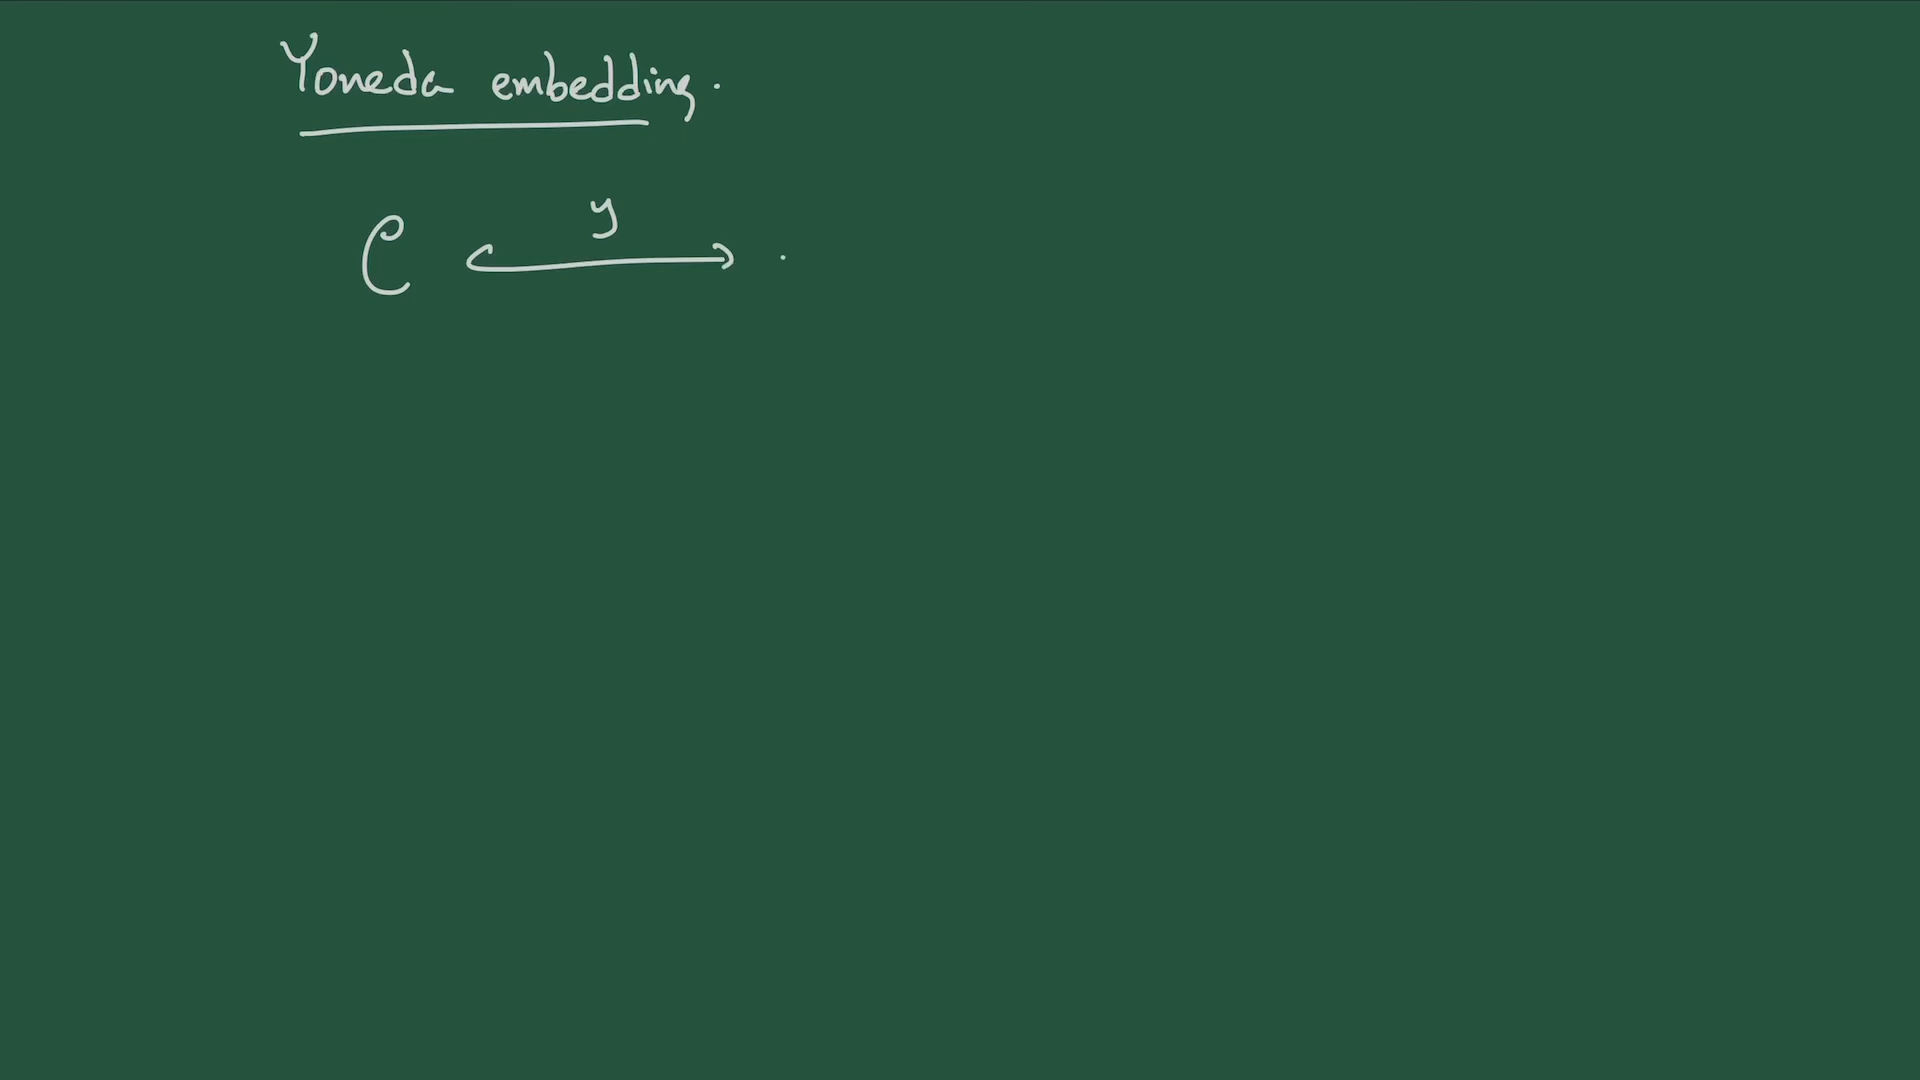 Yoneda embedding.
y
C ↪ .